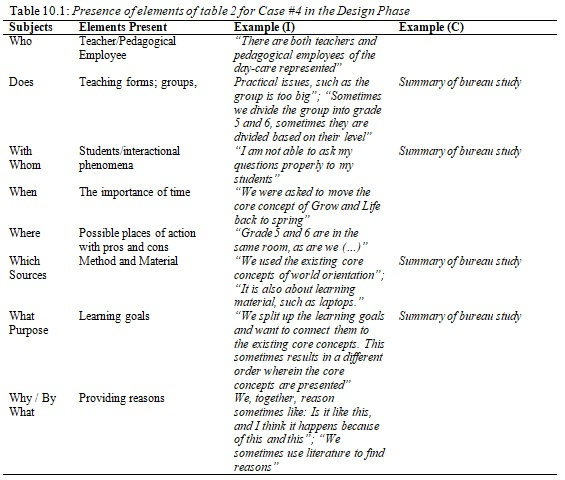 Table 10.1: Presence of elements of table 2 for Case #4 in the Design Phase
Subjects Elements Present Example (I) Example (C)
Who Teacher/Pedagogical “There are both teachers and
Employee pedagogical employees of the
day-care represented”
Does Teaching forms; groups, Practical issues, such as the Summary of bureau study
group is too big”; “Sometimes
we divide the group into grade
5 and 6, sometimes they are
divided based on their level”
With Students/interactional “I am not able to ask my Summary of bureau study
Whom phenomena questions properly to my
students”
When The importance of time “We were asked to move the
core concept of Grow and Life
back to spring”
Where Possible places of action “Grade 5 and 6 are in the
with pros and cons same room, as are we (…)”
Which Method and Material “We used the existing core Summary of bureau study
Sources concepts of world orientation”;
“It is also about learning
material, such as laptops.”
What Learning goals “We split up the learning goals Summary of bureau study
Purpose and want to connect them to
the existing core concepts. This
sometimes results in a different
order wherein the core
concepts are presented”
Why / By Providing reasons We, together, reason
What sometimes like: Is it like this,
and I think it happens because
of this and this”; “We
sometimes use literature to find
reasons”